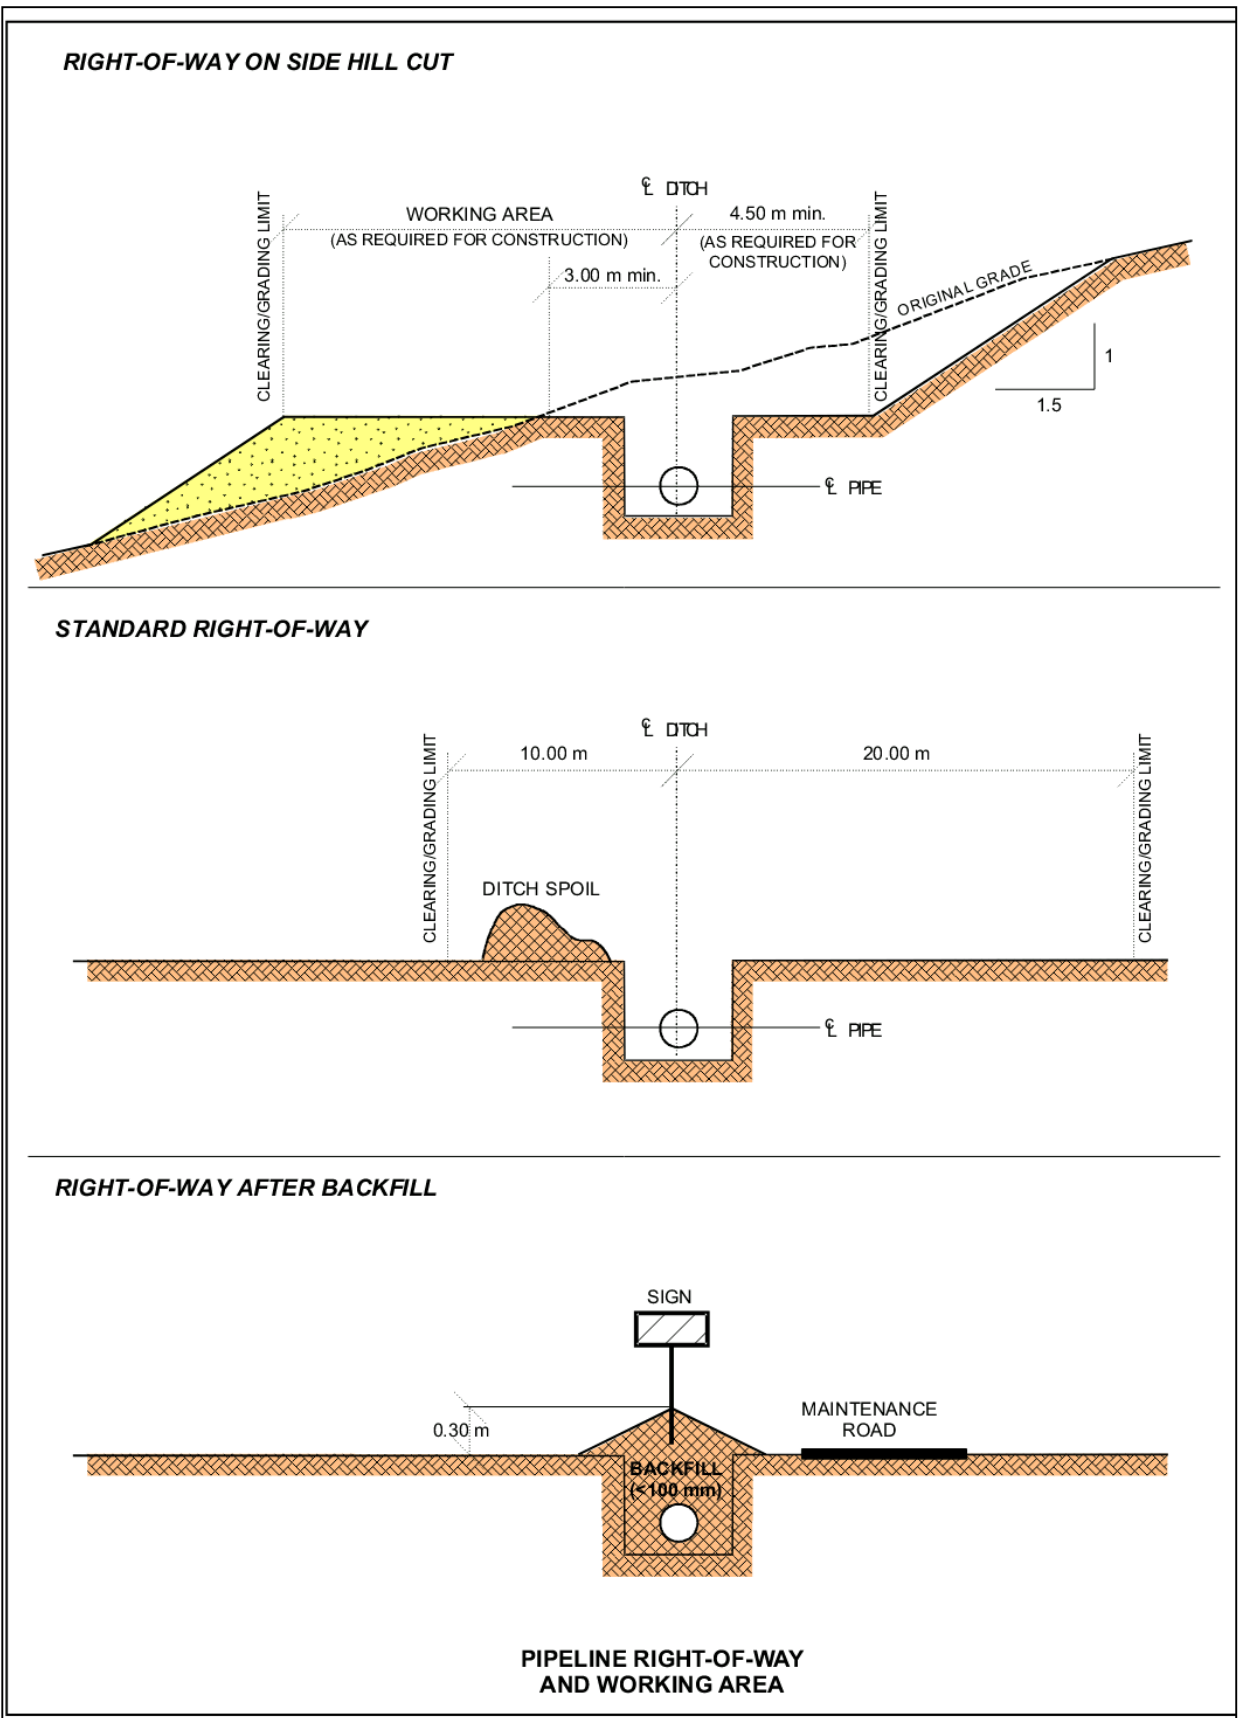 RIGHT-OF-WAY ON SIDE HILL CUT
℄ DITCH
CLEARING/GRADING LIMIT
WORKING AREA
(AS REQUIRED FOR CONSTRUCTION)
3.00 m min.
4.50 m min.
(AS REQUIRED FOR
CONSTRUCTION)
CLEARING/GRADING LIMIT
ORIGINAL GRADE
1
1.5
℄ PIPE
STANDARD RIGHT-OF-WAY
℄ DITCH
CLEARING/GRADING LIMIT
10.00 m
20.00 m
CLEARING/GRADING LIMIT
DITCH SPOIL
℄ PIPE
RIGHT-OF-WAY AFTER BACKFILL
SIGN
0.30 m
MAINTENANCE
ROAD
BACKFILL
(<100 mm)
PIPELINE RIGHT-OF-WAY
AND WORKING AREA